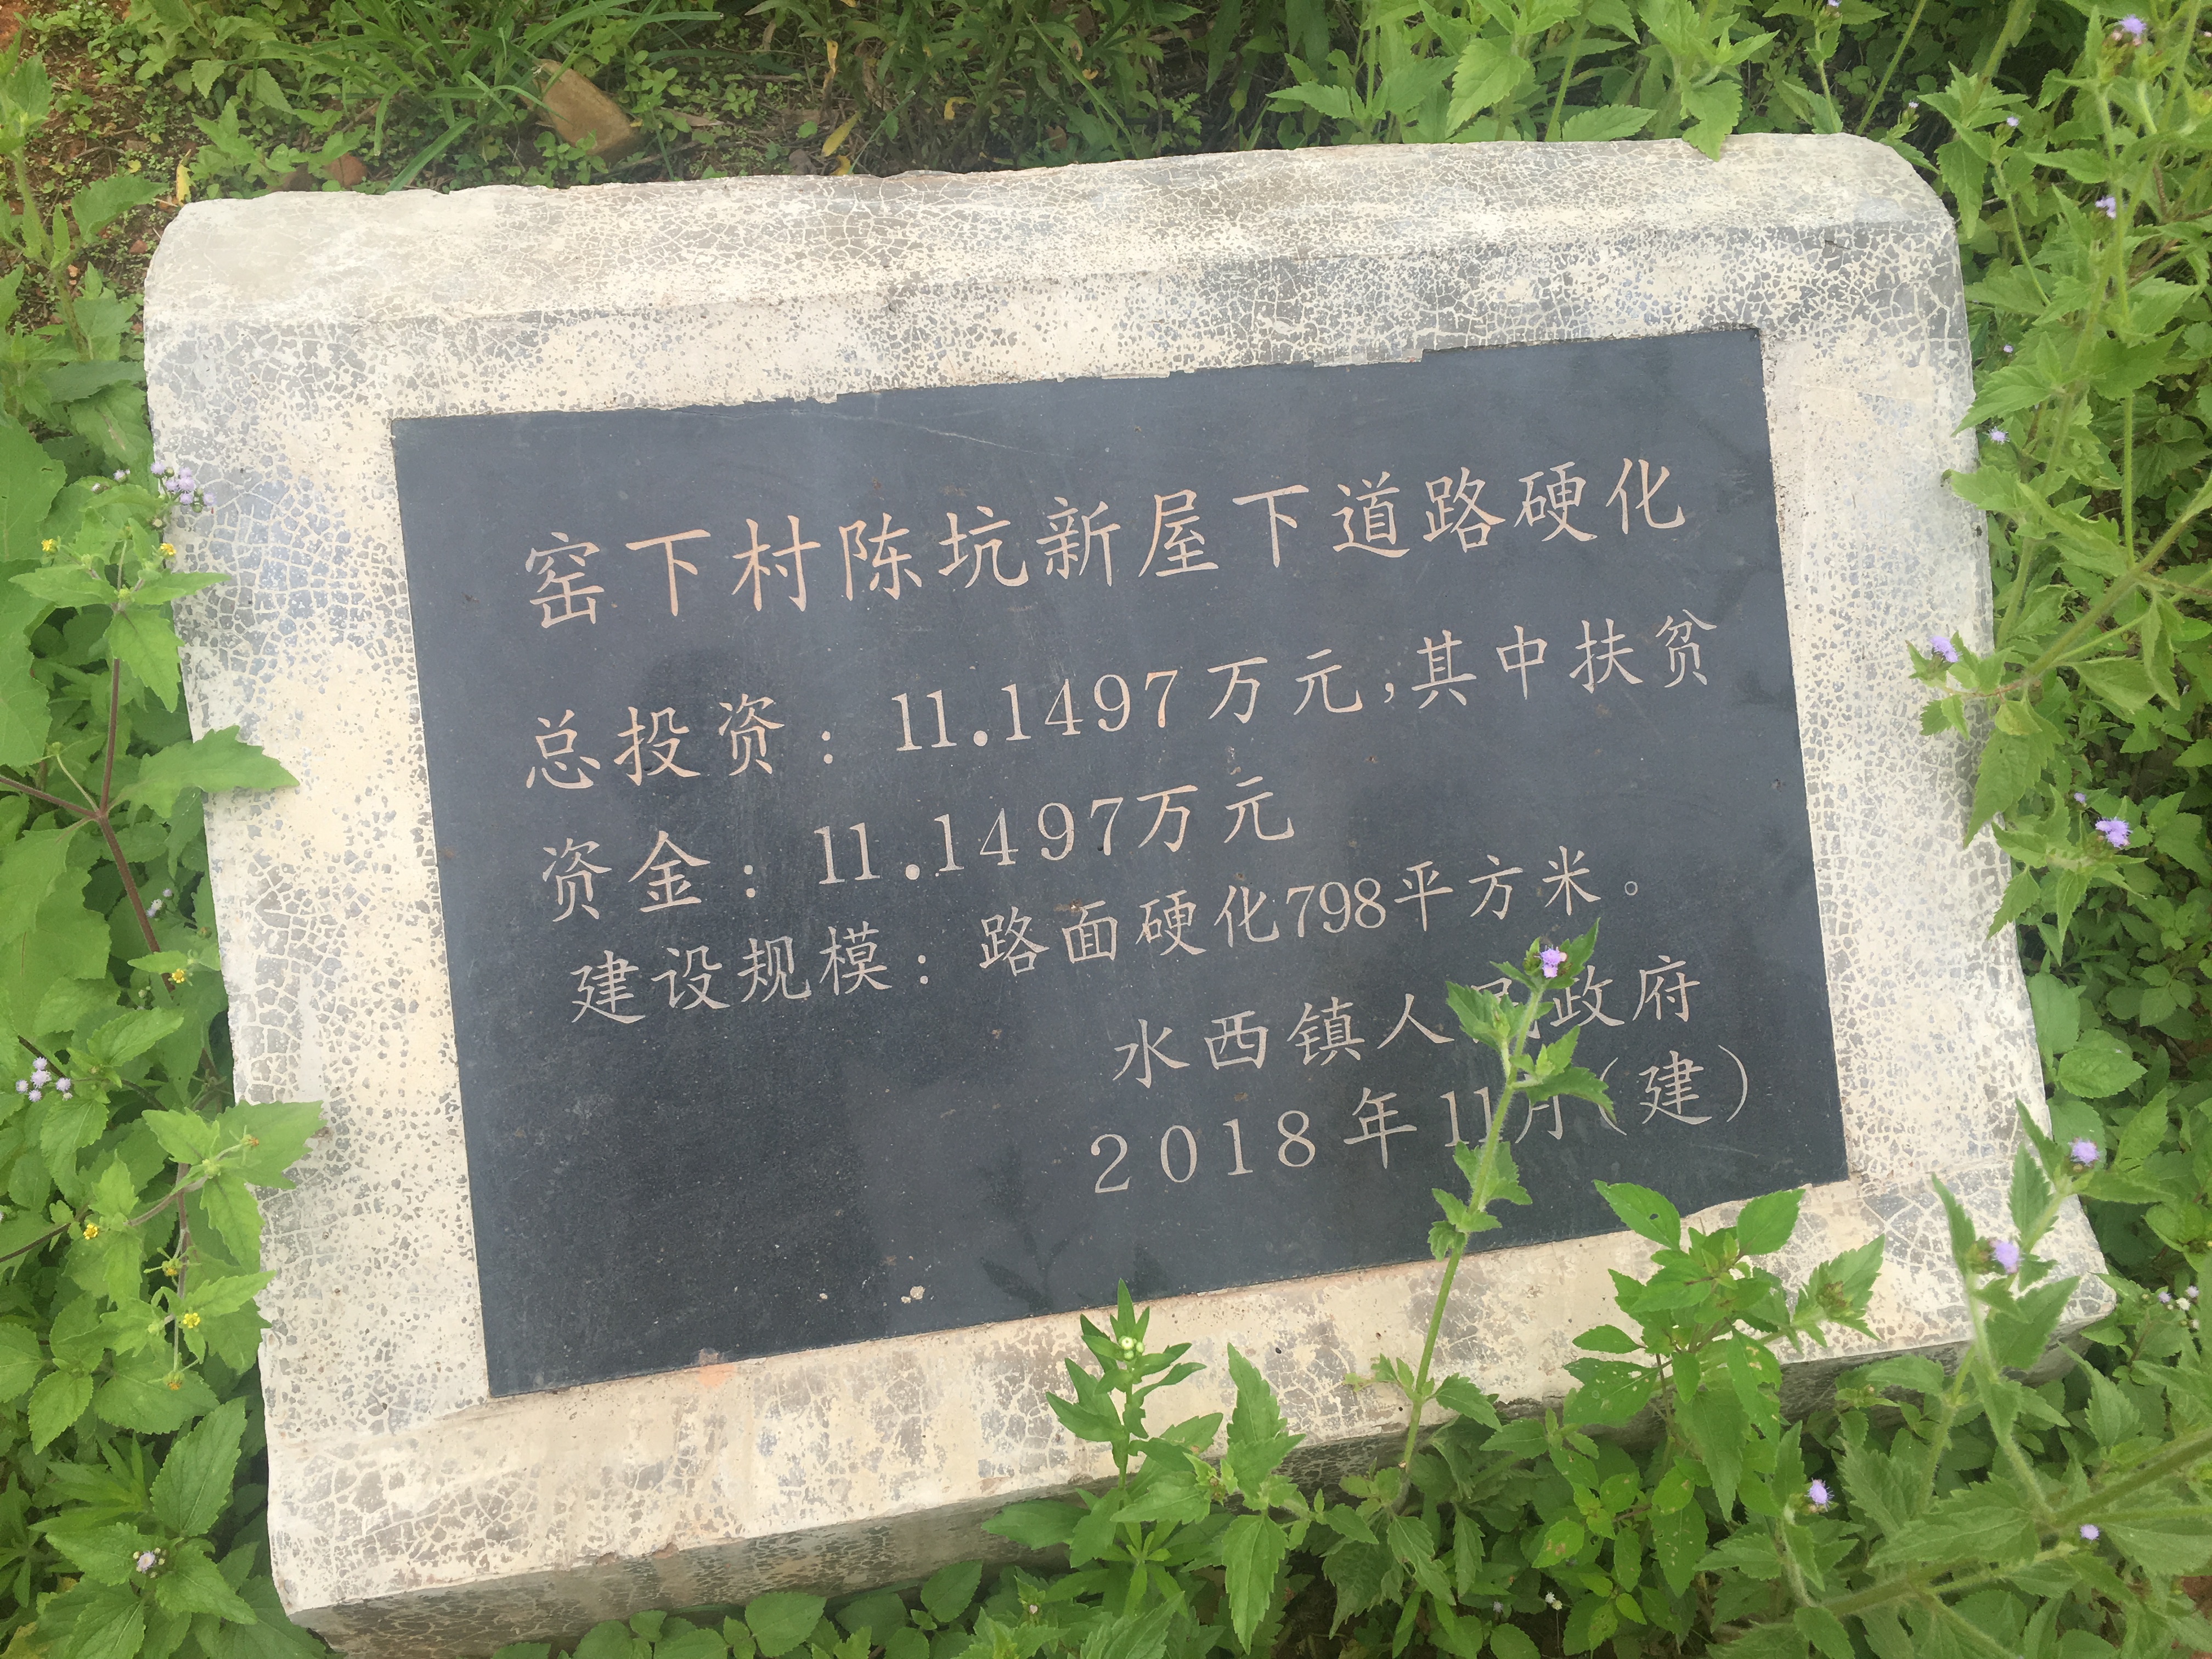 窑下村陈坑新屋下道路硬化
总投资：11.1497万元，其中扶贫
资金：11.1497万元
建设规模：路面硬化798平方米。
水西镇人民政府
2018年11月（建）